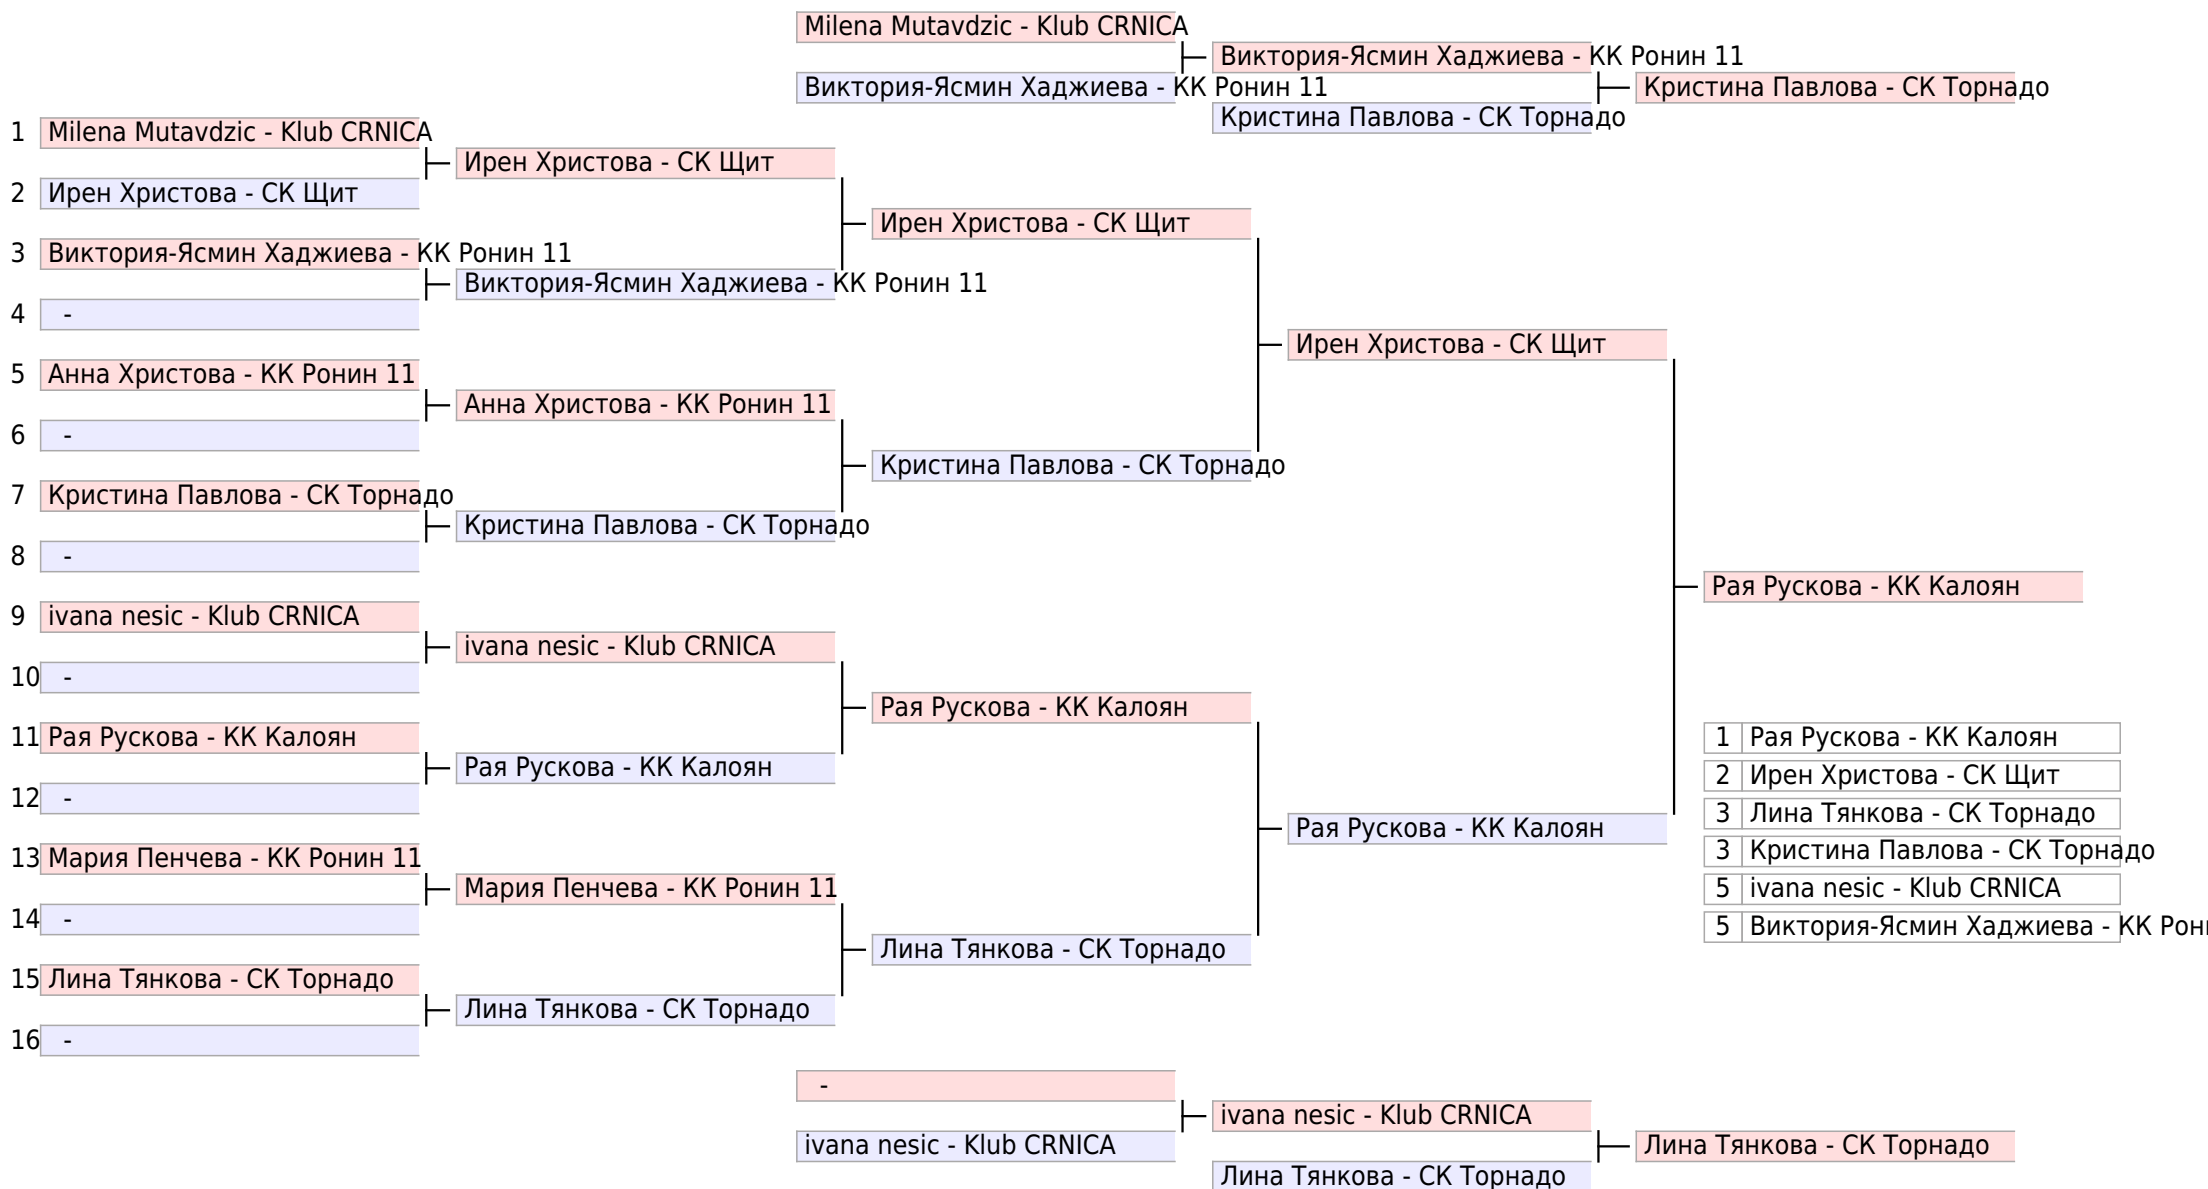 Milena Mutavdzic - Klub CRNICA
Виктория-Ясмин Хаджиева - КК Ронин 11
Виктория-Ясмин Хаджиева - КК Ронин 11
Кристина Павлова - СК Торнадо
Кристина Павлова - СК Торнадо
1 Milena Mutavdzic - Klub CRNICA
2 Ирен Христова - СК Щит
3 Виктория-Ясмин Хаджиева - КК Ронин 11
4 -
5 Анна Христова - КК Ронин 11
6 -
7 Кристина Павлова - СК Торнадо
8 -
9 ivana nesic - Klub CRNICA
10 -
11 Рая Рускова - КК Калоян
12 -
13 Мария Пенчева - КК Ронин 11
14 -
15 Лина Тянкова - СК Торнадо
16 -
Ирен Христова - СК Щит
Виктория-Ясмин Хаджиева - КК Ронин 11
Анна Христова - КК Ронин 11
Кристина Павлова - СК Торнадо
ivana nesic - Klub CRNICA
Рая Рускова - КК Калоян
Мария Пенчева - КК Ронин 11
Лина Тянкова - СК Торнадо
Ирен Христова - СК Щит
Кристина Павлова - СК Торнадо
Рая Рускова - КК Калоян
Лина Тянкова - СК Торнадо
Ирен Христова - СК Щит
Рая Рускова - КК Калоян
Рая Рускова - КК Калоян
1 Рая Рускова - КК Калоян
2 Ирен Христова - СК Щит
3 Лина Тянкова - СК Торнадо
3 Кристина Павлова - СК Торнадо
5 ivana nesic - Klub CRNICA
5 Виктория-Ясмин Хаджиева - КК
-
ivana nesic - Klub CRNICA
ivana nesic - Klub CRNICA
Лина Тянкова - СК Торнадо
Лина Тянкова - СК Торнадо